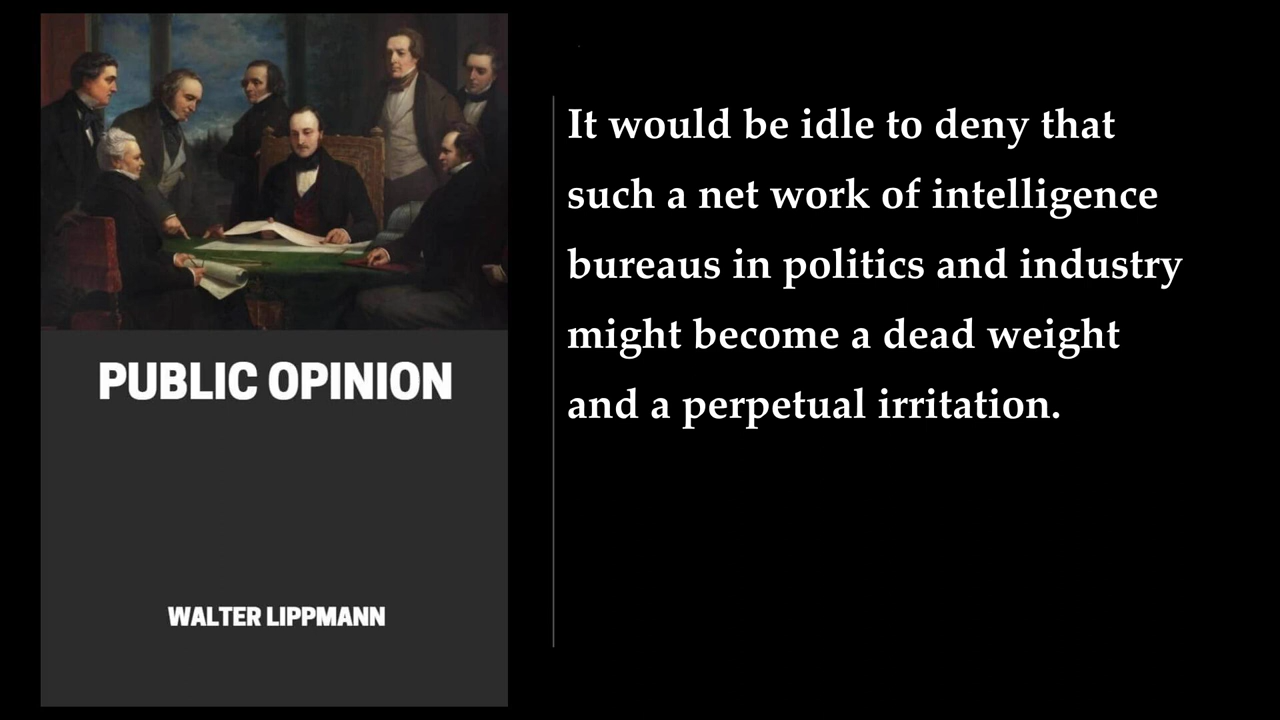 PUBLIC OPINION
WALTER LIPPMANN
It would be idle to deny that
such a net work of intelligence
bureaus in politics and industry
might become a dead weight
and a perpetual irritation.